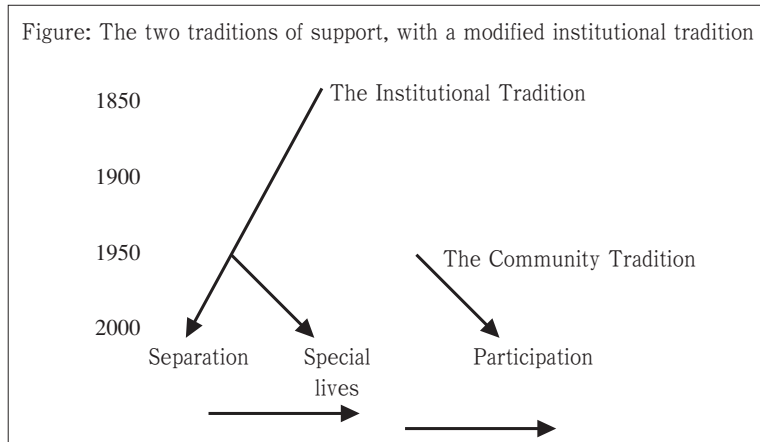 Figure: The two traditions of support, with a modified institutional tradition
1850
The Institutional Tradition
1900
1950
The Community Tradition
2000
Separation
Special
lives
Participation